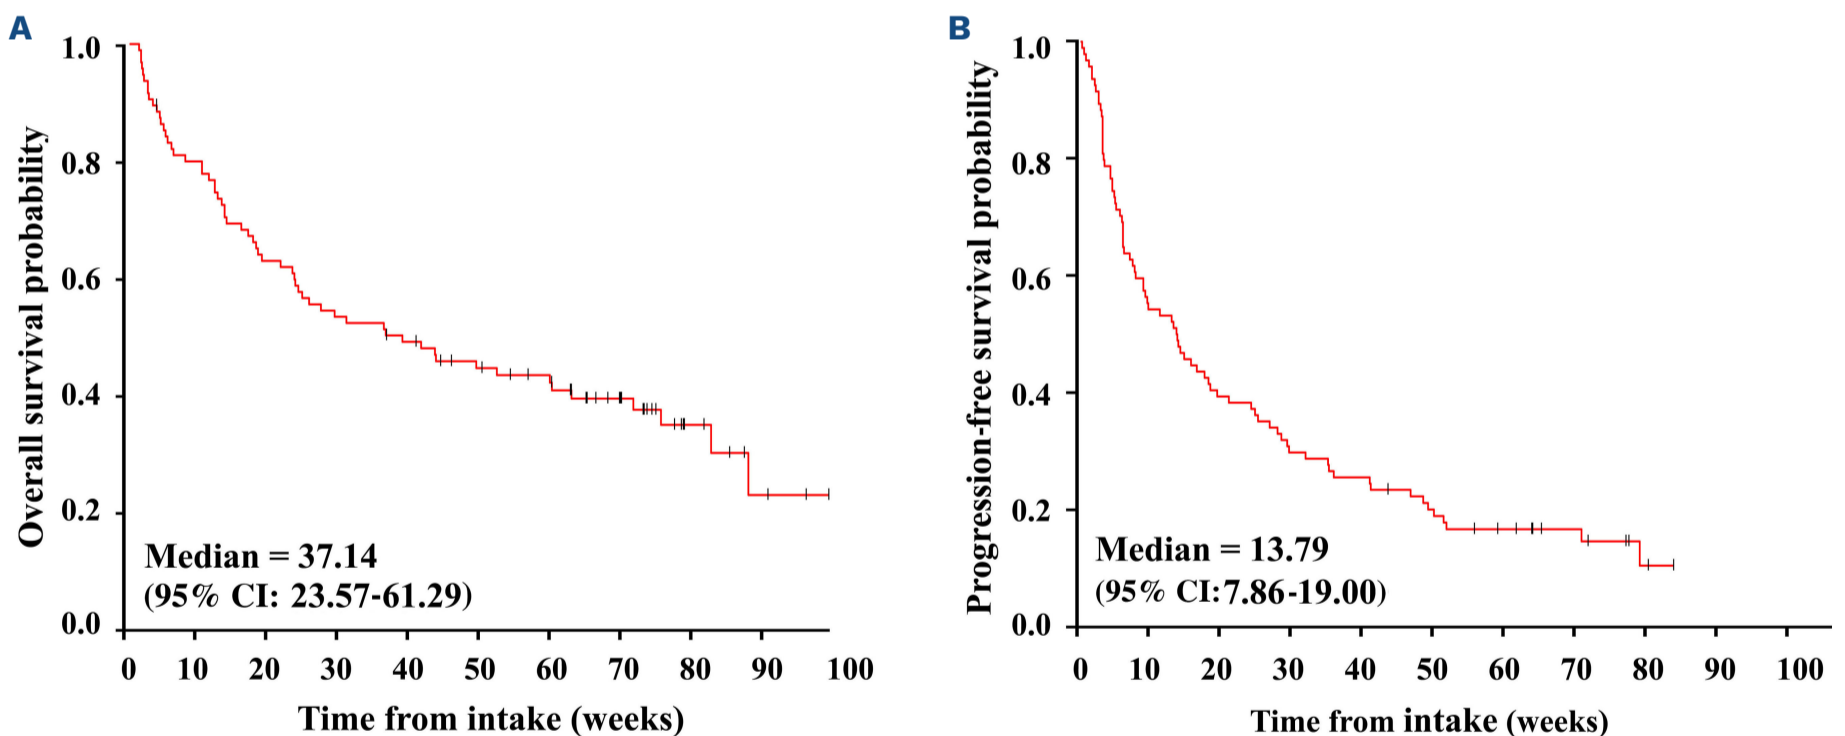 A
Overall survival probability
1.0
0.8
0.6
0.4
0.2
0.0
Median = 37.14
(95% CI: 23.57-61.29)
0 10 20 30 40 50 60 70 80 90 100
Time from intake (weeks)
B
Progression-free survival probability
1.0
0.8
0.6
0.4
0.2
0.0
Median = 13.79
(95% CI:7.86-19.00)
0 10 20 30 40 50 60 70 80 90 100
Time from intake (weeks)